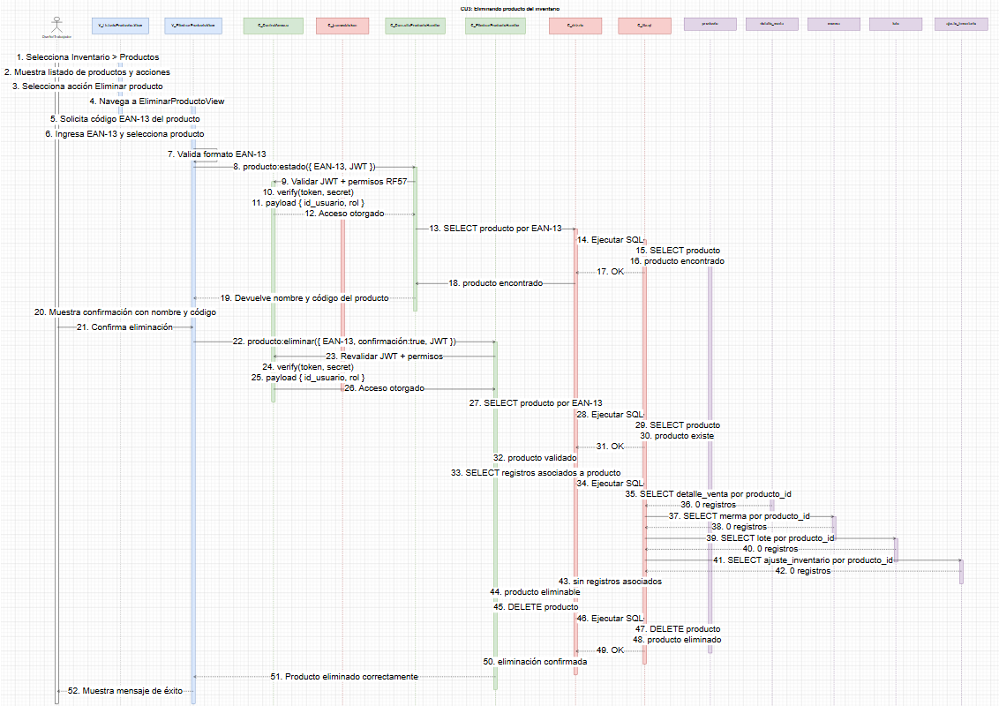 CU3: Eliminando producto del inventario
V_EliminarProductoView
C_EliminarProductoHandler
producto
detalle_venta
merma
lote
ajuste_inventario
1. Selecciona Inventario > Productos
2. Muestra listado de productos y acciones
3. Selecciona acción Eliminar producto
4. Navega a EliminarProductoView
5. Solicita código EAN-13 del producto
6. Ingresa EAN-13 y selecciona producto
7. Valida formato EAN-13
8. producto:estado({ EAN-13, JWT })
9. Validar JWT + permisos RF57
10. verify(token, secret)
11. payload { id_usuario, rol }
12. Acceso otorgado
13. SELECT producto por EAN-13
14. Ejecutar SQL
15. SELECT producto
16. producto encontrado
17. OK
18. producto encontrado
19. Devuelve nombre y código del producto
20. Muestra confirmación con nombre y código
21. Confirma eliminación
22. producto:eliminar({ EAN-13, confirmación:true, JWT })
23. Revalidar JWT + permisos
24. verify(token, secret)
25. payload { id_usuario, rol }
26. Acceso otorgado
27. SELECT producto por EAN-13
28. Ejecutar SQL
29. SELECT producto
30. producto existe
31. OK
32. producto validado
33. SELECT registros asociados a producto
34. Ejecutar SQL
35. SELECT detalle_venta por producto_id
36. 0 registros
37. SELECT merma por producto_id
38. 0 registros
39. SELECT lote por producto_id
40. 0 registros
41. SELECT ajuste_inventario por producto_id
42. 0 registros
43. sin registros asociados
44. producto eliminable
45. DELETE producto
46. Ejecutar SQL
47. DELETE producto
48. producto eliminado
49. OK
50. eliminación confirmada
51. Producto eliminado correctamente
52. Muestra mensaje de éxito